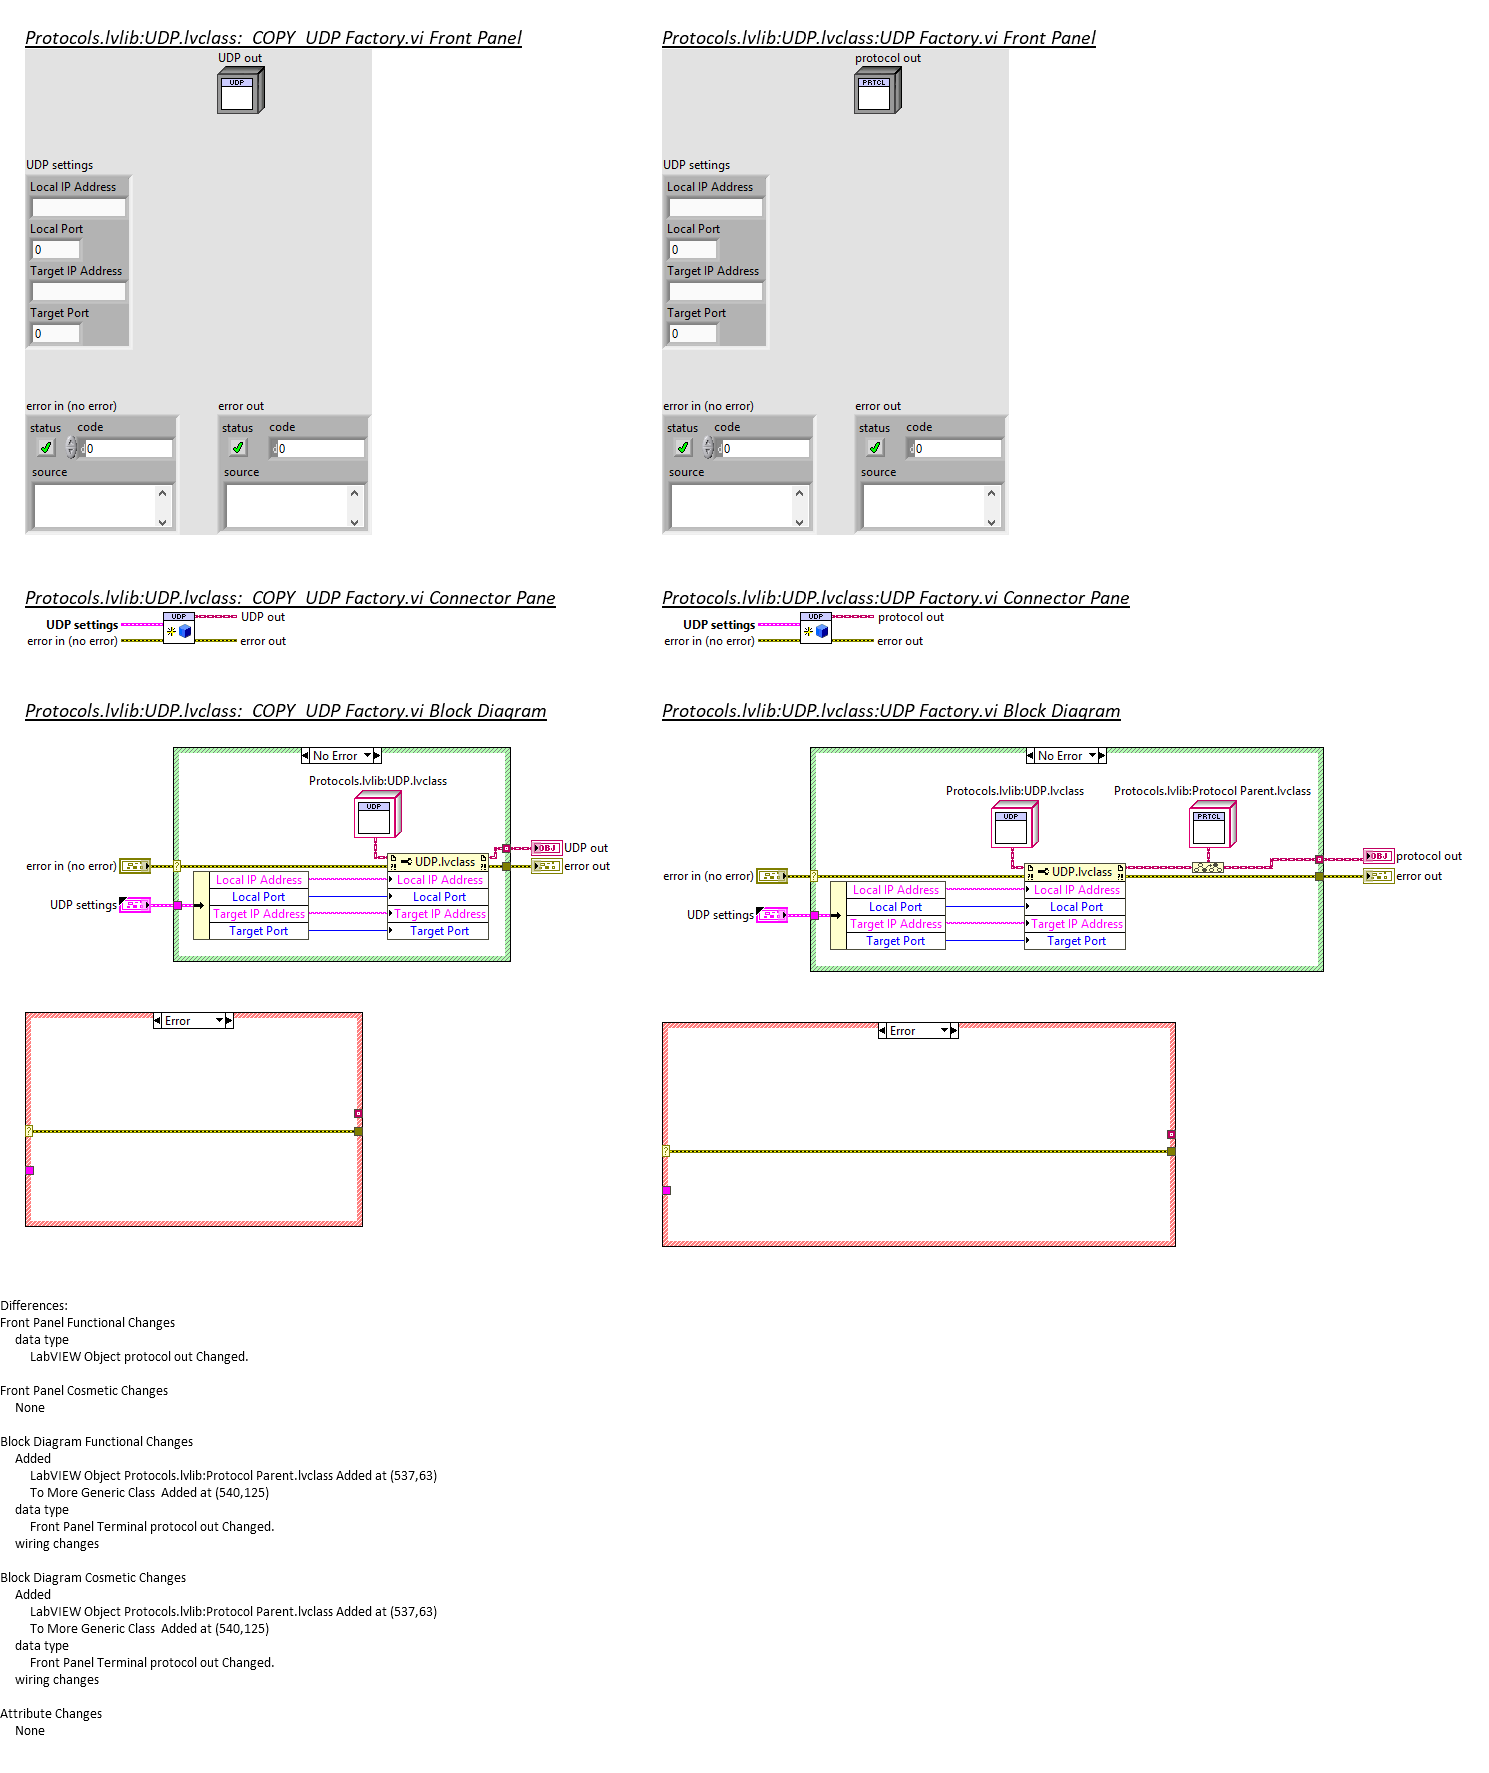 Protocols.lvlib:UDP.lvclass:_COPY_UDP Factory.vi Front Panel
UDP out
UDP
UDP settings
Local IP Address
Local Port
0
Target IP Address
Target Port
0
error in (no error)
status
code
0
source
error out
status
code
0
source
Protocols.lvlib:UDP.lvclass:UDP Factory.vi Front Panel
protocol out
PRTCL
UDP settings
Local IP Address
Local Port
0
Target IP Address
Target Port
0
error in (no error)
status
code
0
source
error out
status
code
0
source
Protocols.lvlib:UDP.lvclass:_COPY_UDP Factory.vi Connector Pane
UDP
UDP settings
error in (no error)
UDP out
error out
Protocols.lvlib:UDP.lvclass:UDP Factory.vi Connector Pane
UDP
UDP settings
error in (no error)
protocol out
error out
Protocols.lvlib:UDP.lvclass:_COPY_UDP Factory.vi Block Diagram
No Error
Protocols.lvlib:UDP.lvclass
UDP
error in (no error)
UDP settings
?
Local IP Address
Local Port
Target IP Address
Target Port
UDP.lvclass
Local IP Address
Local Port
Target IP Address
Target Port
OBJ
UDP out
error out
Error
?
Protocols.lvlib:UDP.lvclass:UDP Factory.vi Block Diagram
No Error
Protocols.lvlib:UDP.lvclass
UDP
Protocols.lvlib:Protocol Parent.lvclass
PRTCL
error in (no error)
UDP settings
?
Local IP Address
Local Port
Target IP Address
Target Port
UDP.lvclass
Local IP Address
Local Port
Target IP Address
Target Port
OBJ
protocol out
error out
Error
?
Differences:
Front Panel Functional Changes
data type
LabVIEW Object protocol out Changed.
Front Panel Cosmetic Changes
None
Block Diagram Functional Changes
Added
LabVIEW Object Protocols.lvlib:Protocol Parent.lvclass Added at (537,63)
To More Generic Class  Added at (540,125)
data type
Front Panel Terminal protocol out Changed.
wiring changes
Block Diagram Cosmetic Changes
Added
LabVIEW Object Protocols.lvlib:Protocol Parent.lvclass Added at (537,63)
To More Generic Class  Added at (540,125)
data type
Front Panel Terminal protocol out Changed.
wiring changes
Attribute Changes
None